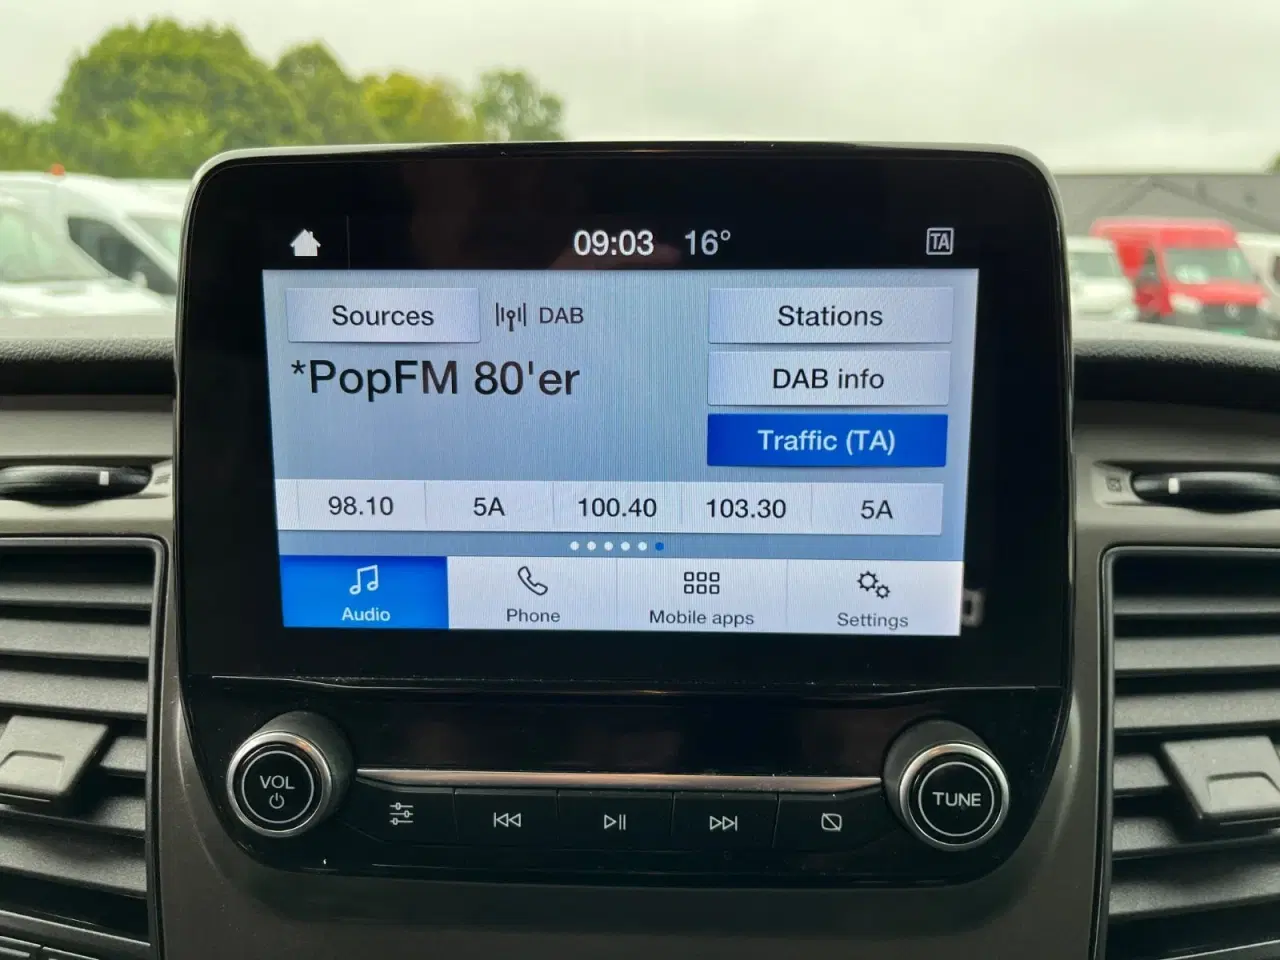 09:03 16° TA
Sources DAB Stations
*PopFM 80'er DAB info
Traffic (TA)
98.10 5A 100.40 103.30 5A
Audio Phone Mobile apps Settings
VOL TUNE